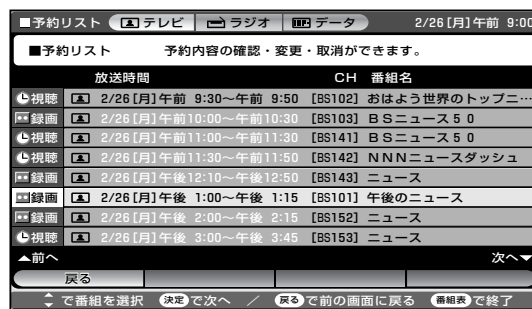 ■予約リスト テレビ ラジオ データ 2/26[月]午前 9:00
■予約リスト 予約内容の確認・変更・取消ができます。
放送時間 CH 番組名
視聴 2/26[月]午前 9:30〜午前 9:50 [BS102] おはよう世界のトップニ…
録画 2/26[月]午前10:00〜午前10:30 [BS103] BSニュース50
視聴 2/26[月]午前11:00〜午前11:30 [BS141] BSニュース50
視聴 2/26[月]午前11:30〜午前11:50 [BS142] NNNニュースダッシュ
録画 2/26[月]午後12:10〜午後12:50 [BS143] ニュース
録画 2/26[月]午後 1:00〜午後 1:15 [BS101] 午後のニュース
録画 2/26[月]午後 2:00〜午後 2:15 [BS152] ニュース
視聴 2/26[月]午後 3:00〜午後 3:45 [BS153] ニュース
▲前へ 次へ▼
戻る
で番組を選択 決定で次へ / 戻るで前の画面に戻る 番組表で終了